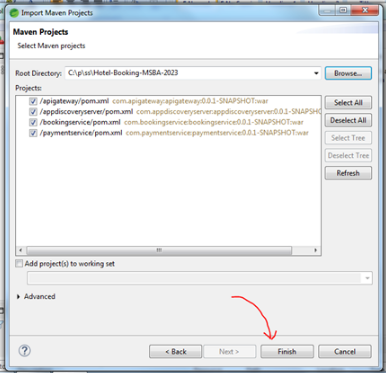 Import Maven Projects
Maven Projects
Select Maven projects
Root Directory: C:\p\ss\Hotel-Booking-MSBA-2023 Browse...
Projects:
/apigateway/pom.xml com.apigateway:apigateway:0.0.1-SNAPSHOT:war
/appdiscoveryserver/pom.xml com.appdiscoveryserver:appdiscoveryserver:0.0.1-SNAPSHO
/bookingservice/pom.xml com.bookingservice:bookingservice:0.0.1-SNAPSHOT:war
/paymentservice/pom.xml com.paymentservice:paymentservice:0.0.1-SNAPSHOT:war
Select All
Deselect All
Select Tree
Deselect Tree
Refresh
Add project(s) to working set
Advanced
? < Back Next > Finish Cancel